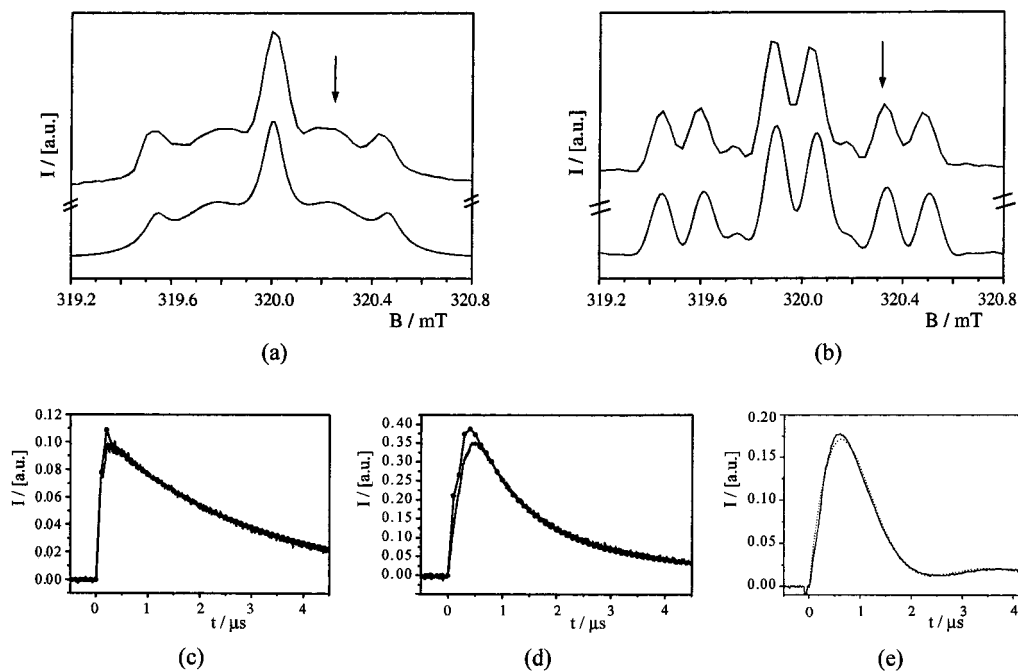 I / [a.u.]
319.2 319.6 320.0 320.4 320.8
B / mT
(a)
I / [a.u.]
319.2 319.6 320.0 320.4 320.8
B / mT
(b)
0.12
0.10
0.08
0.06
0.04
0.02
0.00
I / [a.u.]
0 1 2 3 4
t / μs
(c)
0.40
0.35
0.30
0.25
0.20
0.15
0.10
0.05
0.00
I / [a.u.]
0 1 2 3 4
t / μs
(d)
0.20
0.15
0.10
0.05
0.00
I / [a.u.]
0 1 2 3 4
t / μs
(e)